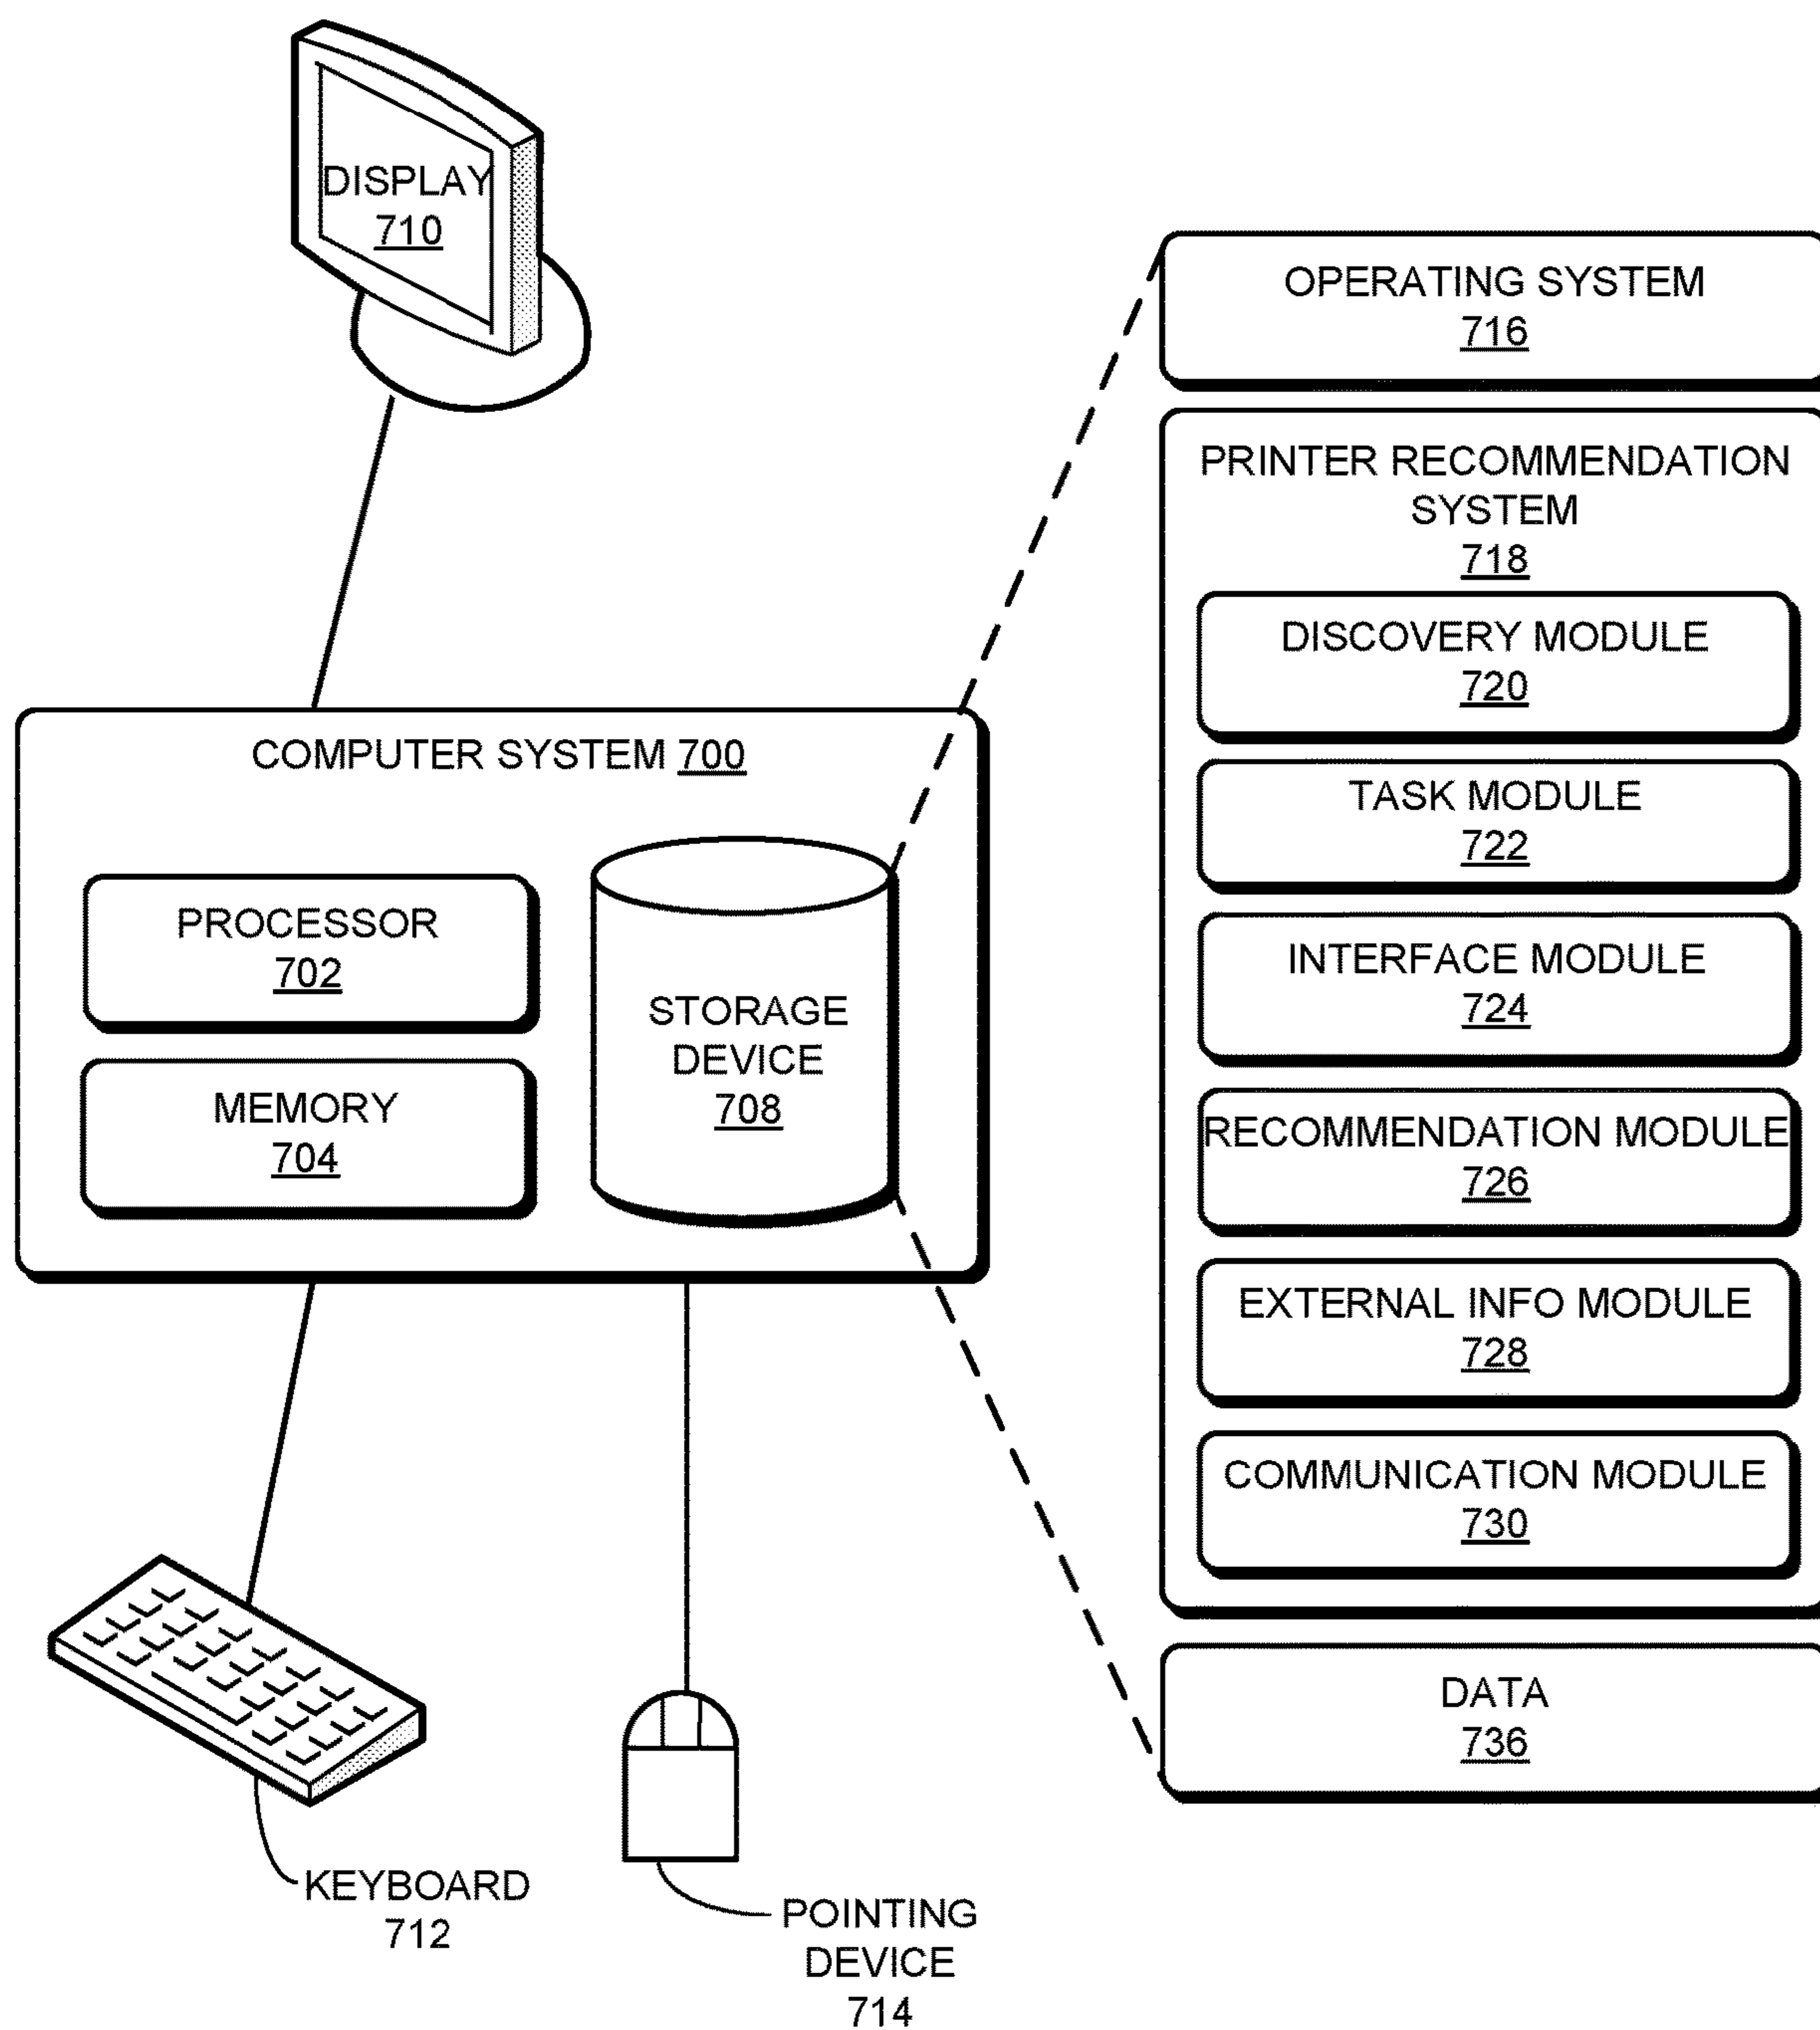 DISPLAY
710
OPERATING SYSTEM
716
PRINTER RECOMMENDATION
SYSTEM
718
DISCOVERY MODULE
720
TASK MODULE
722
INTERFACE MODULE
724
RECOMMENDATION MODULE
726
EXTERNAL INFO MODULE
728
COMMUNICATION MODULE
730
DATA
736
COMPUTER SYSTEM 700
PROCESSOR
702
MEMORY
704
STORAGE
DEVICE
708
KEYBOARD
712
POINTING
DEVICE
714